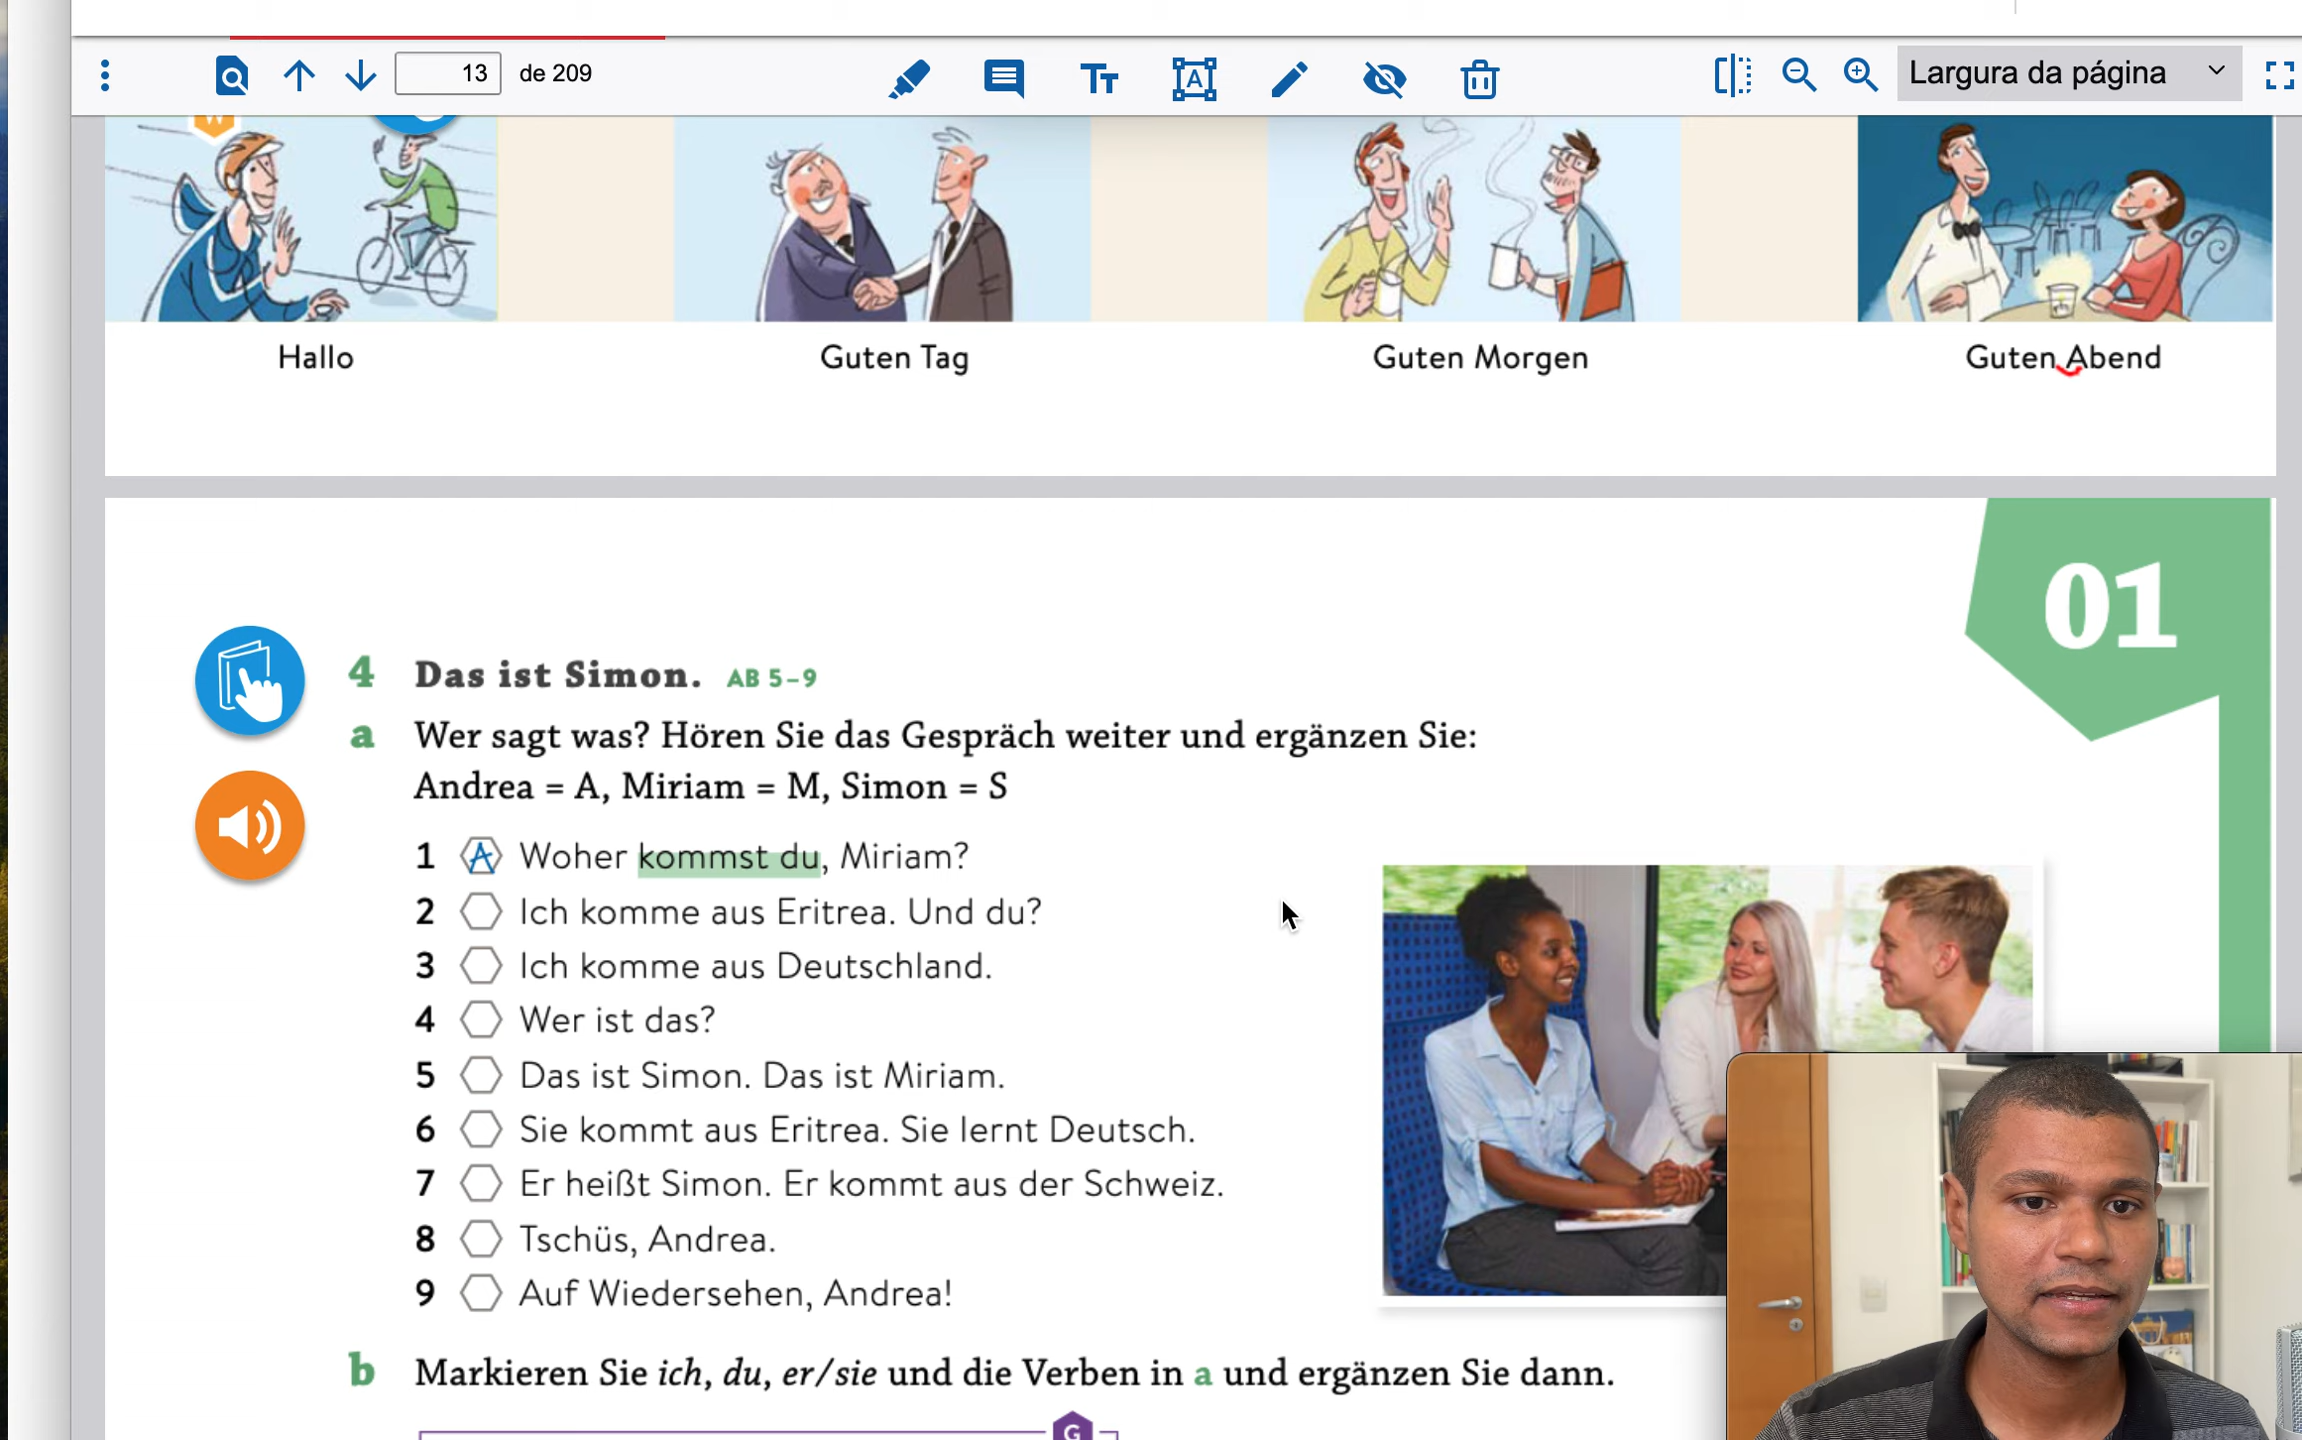 13 de 209
Largura da página
W
Hallo
Guten Tag
Guten Morgen
Guten Abend
01
4 Das ist Simon. AB 5–9
a Wer sagt was? Hören Sie das Gespräch weiter und ergänzen Sie:
Andrea = A, Miriam = M, Simon = S
1 A Woher kommst du, Miriam?
2 Ich komme aus Eritrea. Und du?
3 Ich komme aus Deutschland.
4 Wer ist das?
5 Das ist Simon. Das ist Miriam.
6 Sie kommt aus Eritrea. Sie lernt Deutsch.
7 Er heißt Simon. Er kommt aus der Schweiz.
8 Tschüs, Andrea.
9 Auf Wiedersehen, Andrea!
b Markieren Sie ich, du, er/sie und die Verben in a und ergänzen Sie dann.
G